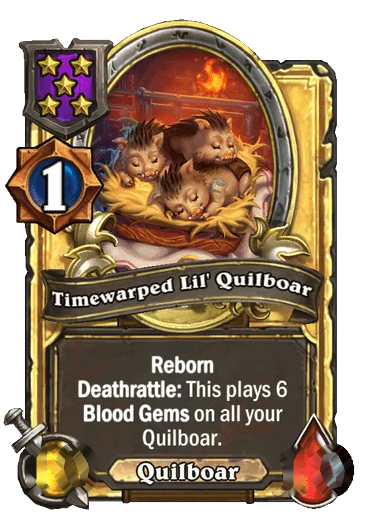 1
Timewarped Lil' Quilboar
Reborn
Deathrattle: This plays 6
Blood Gems on all your
Quilboar.
Quilboar